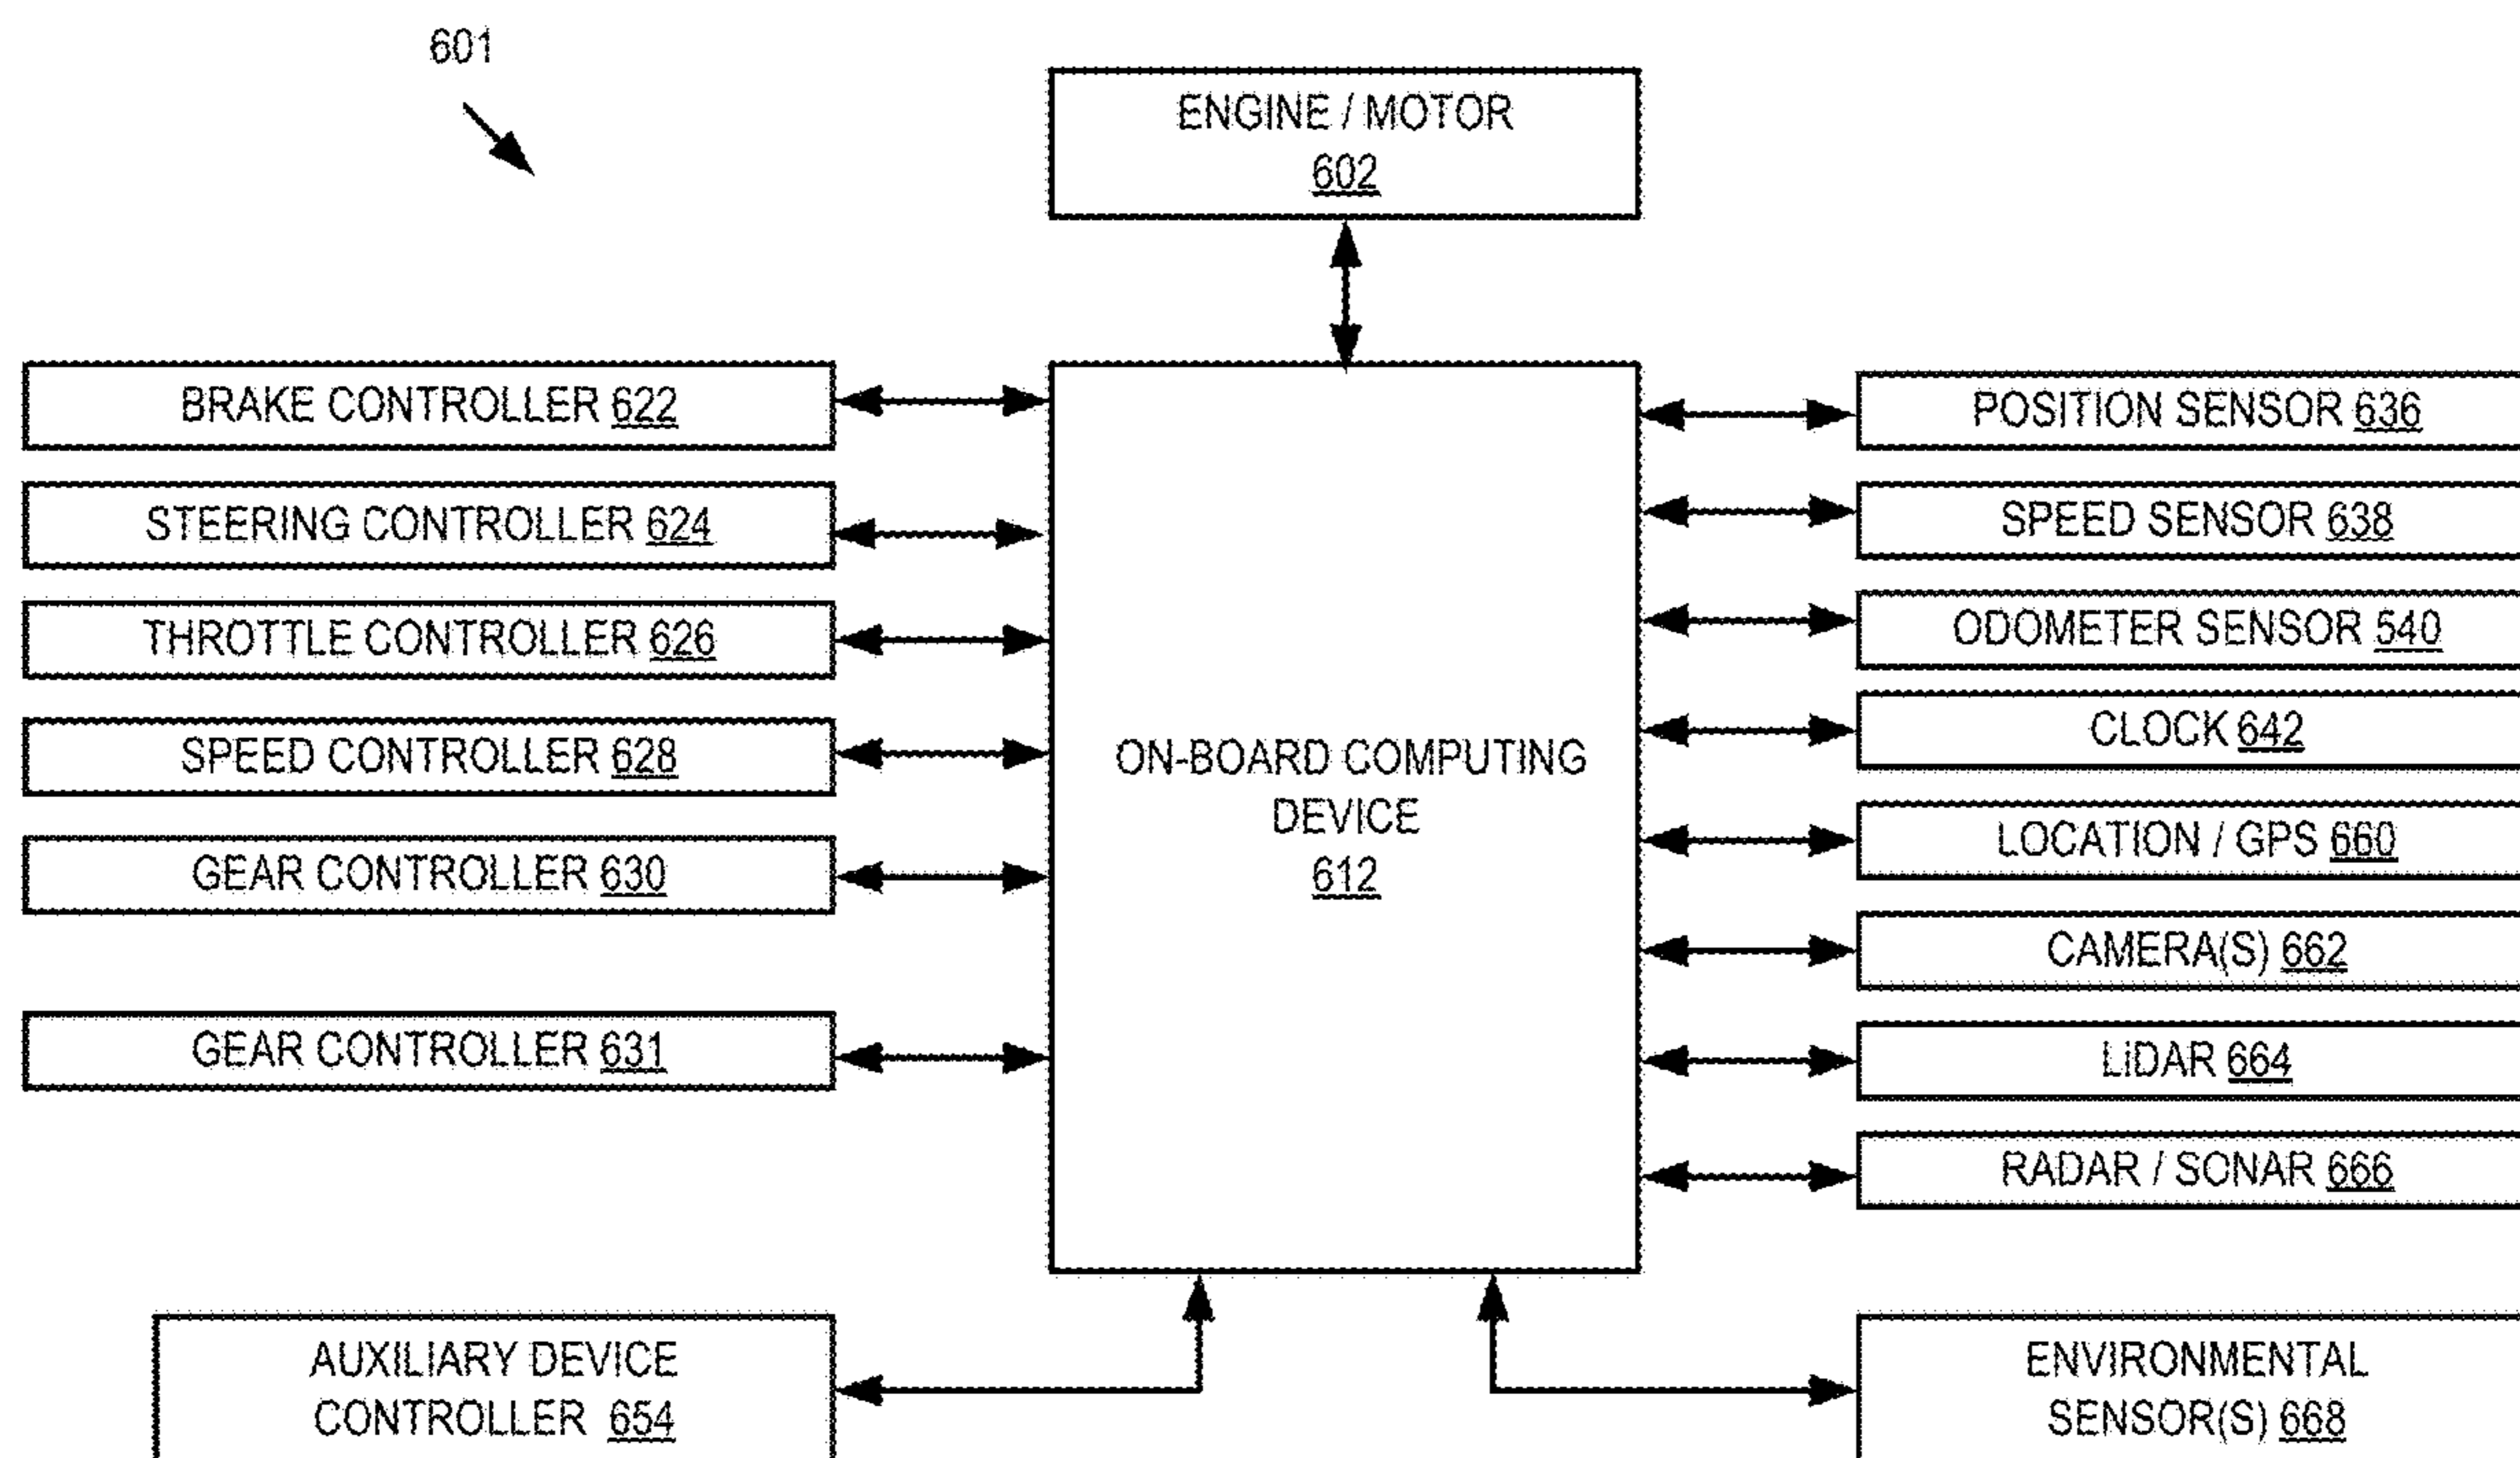 601
ENGINE / MOTOR
602
BRAKE CONTROLLER 622
STEERING CONTROLLER 624
THROTTLE CONTROLLER 626
SPEED CONTROLLER 628
GEAR CONTROLLER 630
GEAR CONTROLLER 631
AUXILIARY DEVICE
CONTROLLER 654
ON-BOARD COMPUTING
DEVICE
612
POSITION SENSOR 636
SPEED SENSOR 638
ODOMETER SENSOR 540
CLOCK 642
LOCATION / GPS 660
CAMERA(S) 662
LiDAR 664
RADAR / SONAR 666
ENVIRONMENTAL
SENSOR(S) 668